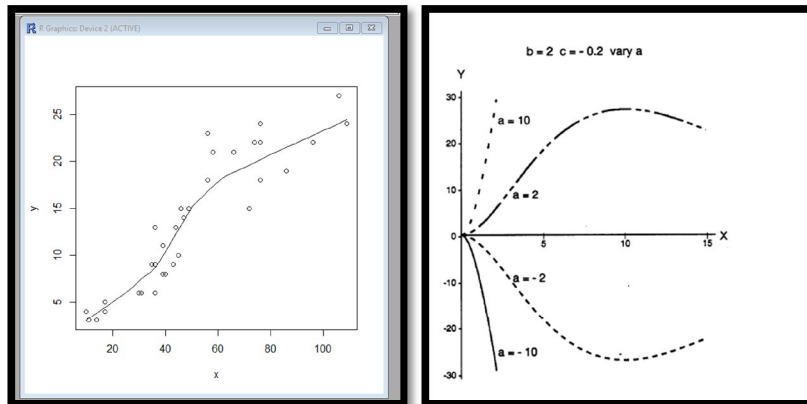 R Graphics: Device 2 (ACTIVE)
y
25
20
15
10
5
20 40 60 80 100
x
b = 2 c = - 0.2 vary a
Y
30
a = 10
20
10
a = 2
0
5 10 15 X
-10
a = - 2
-20
a = - 10
-30